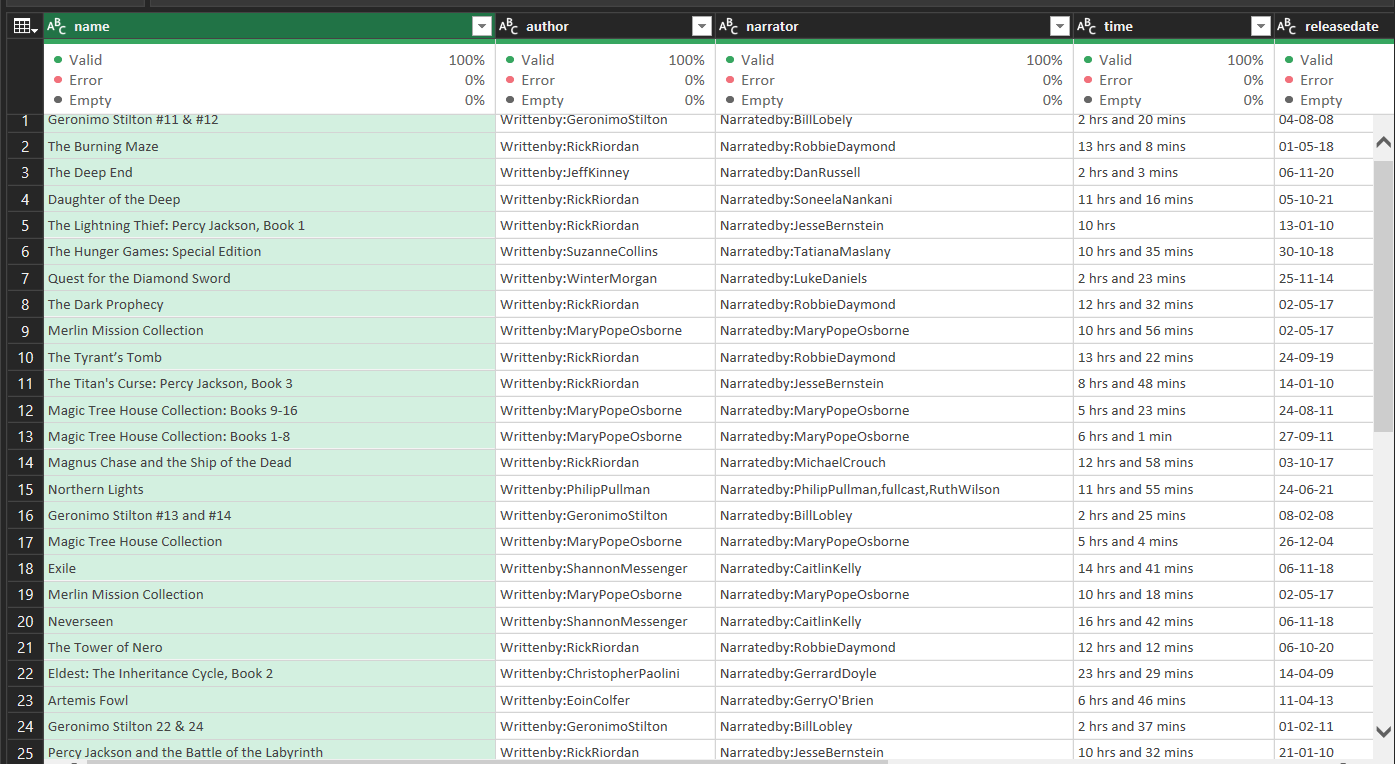 ABC name ABC author ABC narrator ABC time ABC releasedate
Valid 100% Valid 100% Valid 100% Valid 100% Valid
Error 0% Error 0% Error 0% Error 0% Error
Empty 0% Empty 0% Empty 0% Empty 0% Empty
1 Geronimo Stilton #11 & #12 Writtenby:GeronimoStilton Narratedby:BillLobely 2 hrs and 20 mins 04-08-08
2 The Burning Maze Writtenby:RickRiordan Narratedby:RobbieDaymond 13 hrs and 8 mins 01-05-18
3 The Deep End Writtenby:JeffKinney Narratedby:DanRussell 2 hrs and 3 mins 06-11-20
4 Daughter of the Deep Writtenby:RickRiordan Narratedby:SoneelaNankani 11 hrs and 16 mins 05-10-21
5 The Lightning Thief: Percy Jackson, Book 1 Writtenby:RickRiordan Narratedby:JesseBernstein 10 hrs 13-01-10
6 The Hunger Games: Special Edition Writtenby:SuzanneCollins Narratedby:TatianaMaslany 10 hrs and 35 mins 30-10-18
7 Quest for the Diamond Sword Writtenby:WinterMorgan Narratedby:LukeDaniels 2 hrs and 23 mins 25-11-14
8 The Dark Prophecy Writtenby:RickRiordan Narratedby:RobbieDaymond 12 hrs and 32 mins 02-05-17
9 Merlin Mission Collection Writtenby:MaryPopeOsborne Narratedby:MaryPopeOsborne 10 hrs and 56 mins 02-05-17
10 The Tyrant’s Tomb Writtenby:RickRiordan Narratedby:RobbieDaymond 13 hrs and 22 mins 24-09-19
11 The Titan's Curse: Percy Jackson, Book 3 Writtenby:RickRiordan Narratedby:JesseBernstein 8 hrs and 48 mins 14-01-10
12 Magic Tree House Collection: Books 9-16 Writtenby:MaryPopeOsborne Narratedby:MaryPopeOsborne 5 hrs and 23 mins 24-08-11
13 Magic Tree House Collection: Books 1-8 Writtenby:MaryPopeOsborne Narratedby:MaryPopeOsborne 6 hrs and 1 min 27-09-11
14 Magnus Chase and the Ship of the Dead Writtenby:RickRiordan Narratedby:MichaelCrouch 12 hrs and 58 mins 03-10-17
15 Northern Lights Writtenby:PhilipPullman Narratedby:PhilipPullman,fullcast,RuthWilson 11 hrs and 55 mins 24-06-21
16 Geronimo Stilton #13 and #14 Writtenby:GeronimoStilton Narratedby:BillLobley 2 hrs and 25 mins 08-02-08
17 Magic Tree House Collection Writtenby:MaryPopeOsborne Narratedby:MaryPopeOsborne 5 hrs and 4 mins 26-12-04
18 Exile Writtenby:ShannonMessenger Narratedby:CaitlinKelly 14 hrs and 41 mins 06-11-18
19 Merlin Mission Collection Writtenby:MaryPopeOsborne Narratedby:MaryPopeOsborne 10 hrs and 18 mins 02-05-17
20 Neverseen Writtenby:ShannonMessenger Narratedby:CaitlinKelly 16 hrs and 42 mins 06-11-18
21 The Tower of Nero Writtenby:RickRiordan Narratedby:RobbieDaymond 12 hrs and 12 mins 06-10-20
22 Eldest: The Inheritance Cycle, Book 2 Writtenby:ChristopherPaolini Narratedby:GerrardDoyle 23 hrs and 29 mins 14-04-09
23 Artemis Fowl Writtenby:EoinColfer Narratedby:GerryO'Brien 6 hrs and 46 mins 11-04-13
24 Geronimo Stilton 22 & 24 Writtenby:GeronimoStilton Narratedby:BillLobley 2 hrs and 37 mins 01-02-11
25 Percy Jackson and the Battle of the Labyrinth Writtenby:RickRiordan Narratedby:JesseBernstein 10 hrs and 32 mins 21-01-10